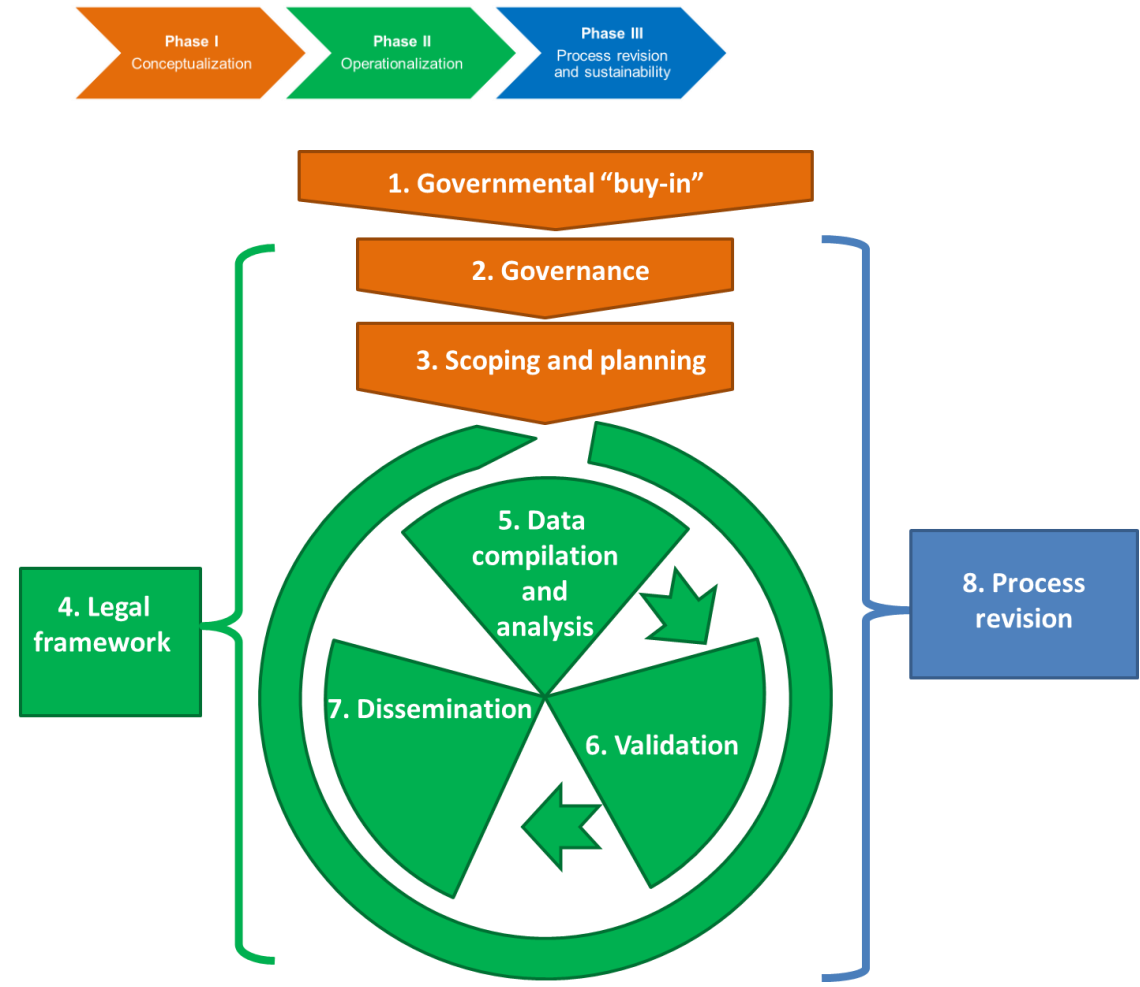 Phase I
Conceptualization
Phase II
Operationalization
Phase III
Process revision
and sustainability
1. Governmental “buy-in”
2. Governance
3. Scoping and planning
4. Legal
framework
5. Data
compilation
and
analysis
6. Validation
7. Dissemination
8. Process
revision